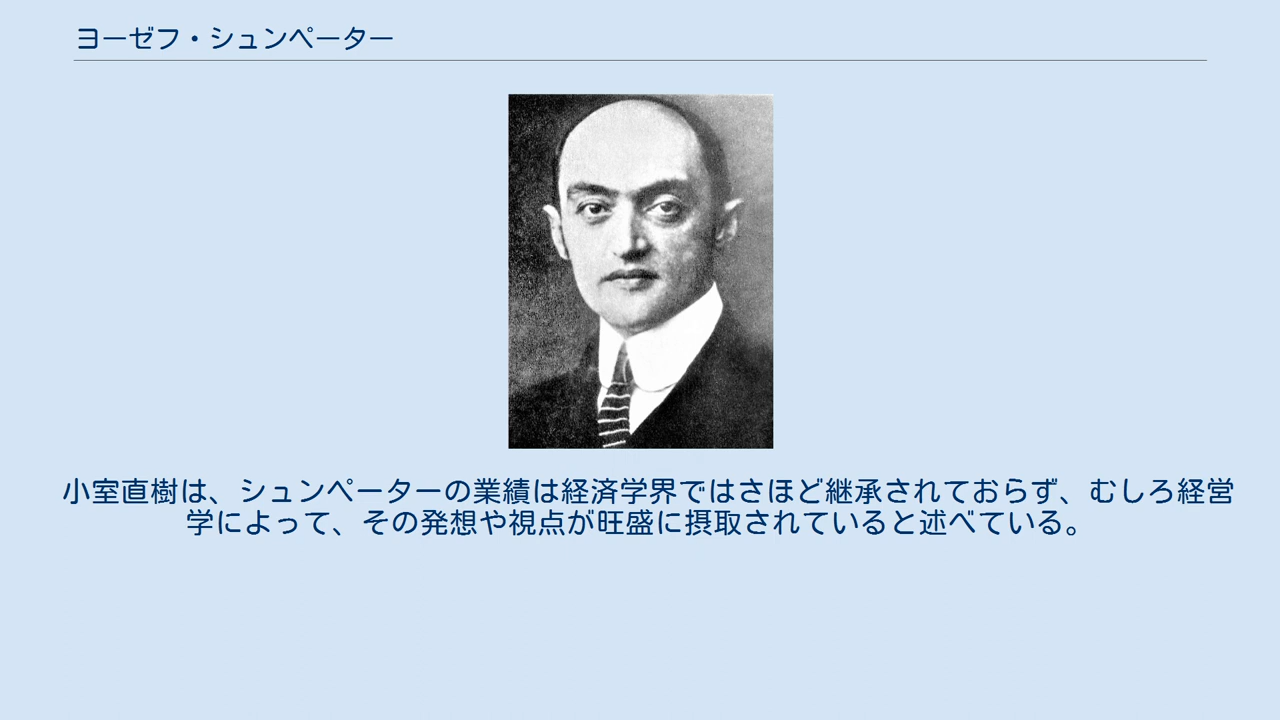 ヨーゼフ・シュンペーター
小室直樹は、シュンペーターの業績は経済学界ではさほど継承されておらず、むしろ経営
学によって、その発想や視点が旺盛に摂取されていると述べている。